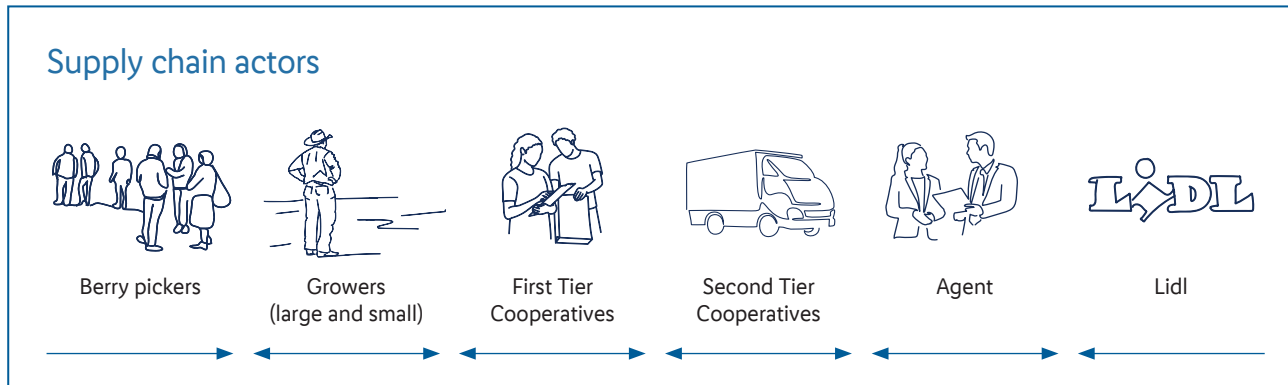 Supply chain actors
LIDL
Berry pickers
Growers
(large and small)
First Tier
Cooperatives
Second Tier
Cooperatives
Agent
Lidl